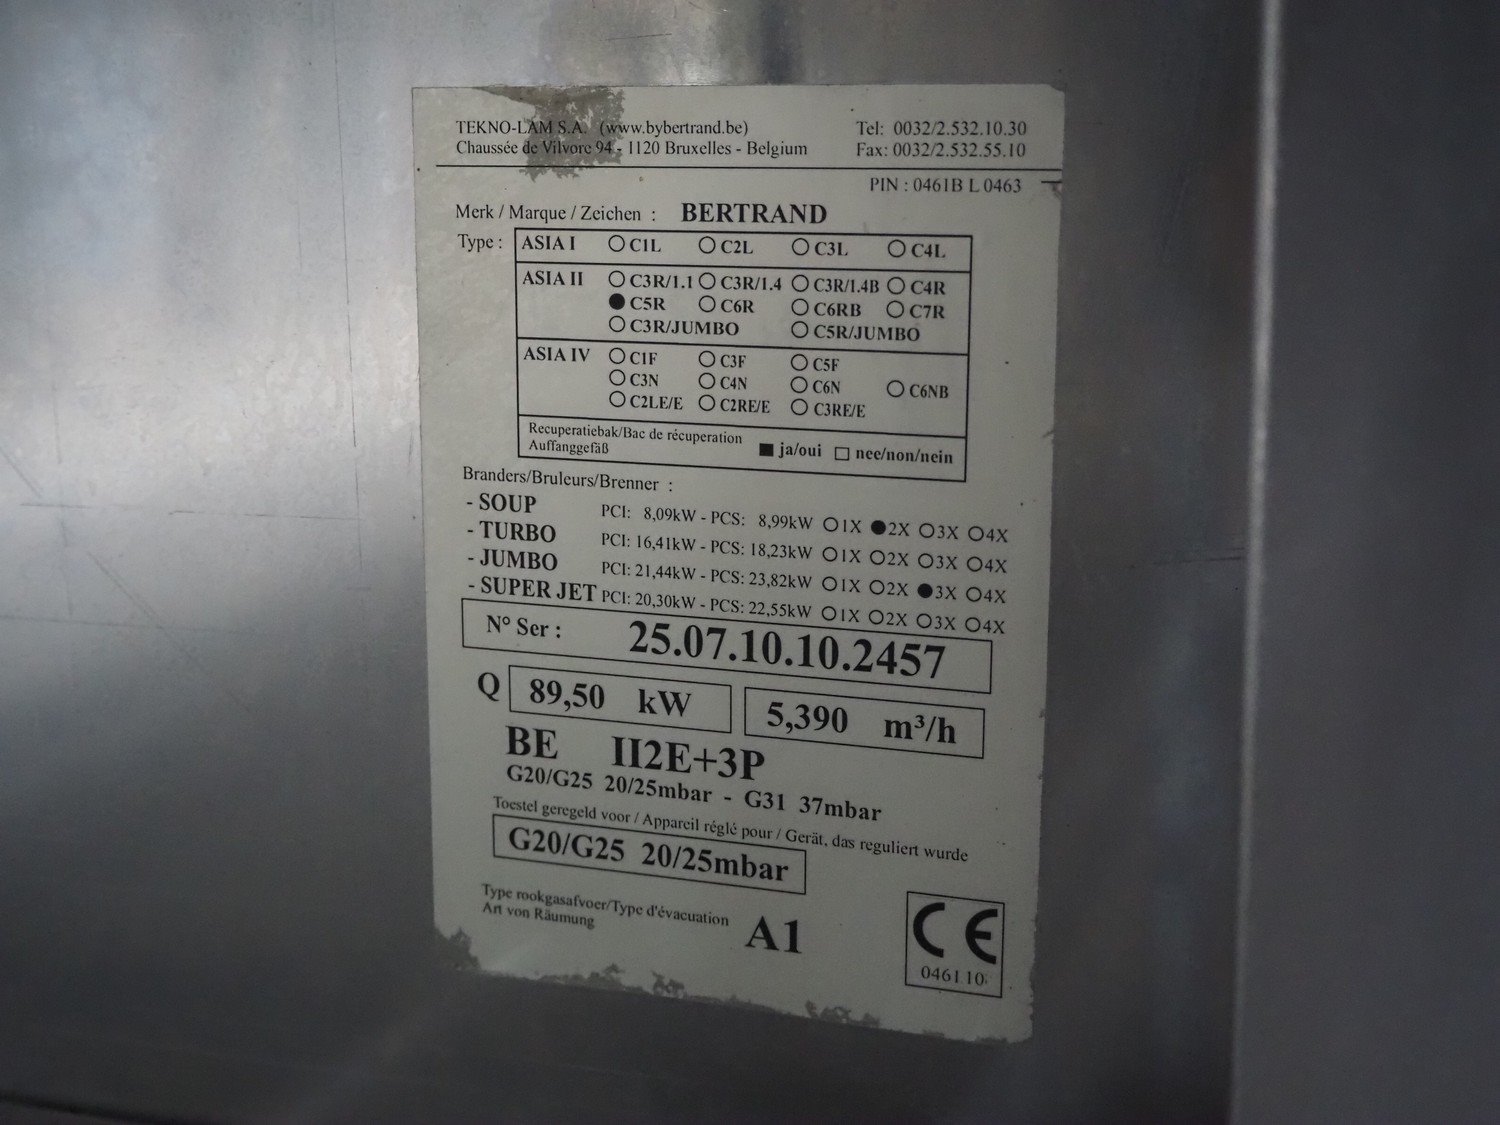 TEKNO-LAM S.A. (www.bybertrand.be) Tel: 0032/2.532.10.30
Chaussée de Vilvore 94 - 1120 Bruxelles - Belgium Fax: 0032/2.532.55.10
PIN : 0461B L 0463
Merk / Marque / Zeichen : BERTRAND
Type :
ASIA I ○ C1L ○ C2L ○ C3L ○ C4L
ASIA II ○ C3R/1.1 ○ C3R/1.4 ○ C3R/1.4B ○ C4R
● C5R ○ C6R ○ C6RB ○ C7R
○ C3R/JUMBO ○ C5R/JUMBO
ASIA IV ○ C1F ○ C3F ○ C5F
○ C3N ○ C4N ○ C6N ○ C6NB
○ C2LE/E ○ C2RE/E ○ C3RE/E
Recuperatiebak/Bac de récuperation
Auffanggefäß ■ ja/oui □ nee/non/nein
Branders/Bruleurs/Brenner :
- SOUP PCI: 8,09kW - PCS: 8,99kW ○1X ●2X ○3X ○4X
- TURBO PCI: 16,41kW - PCS: 18,23kW ○1X ○2X ○3X ○4X
- JUMBO PCI: 21,44kW - PCS: 23,82kW ○1X ○2X ●3X ○4X
- SUPER JET PCI: 20,30kW - PCS: 22,55kW ○1X ○2X ○3X ○4X
N° Ser : 25.07.10.10.2457
Q 89,50 kW 5,390 m³/h
BE II2E+3P
G20/G25 20/25mbar - G31 37mbar
Toestel geregeld voor / Appareil réglé pour / Gerät, das reguliert wurde
G20/G25 20/25mbar
Type rookgasafvoer/Type d'évacuation
Art von Räumung A1
CE
0461 10